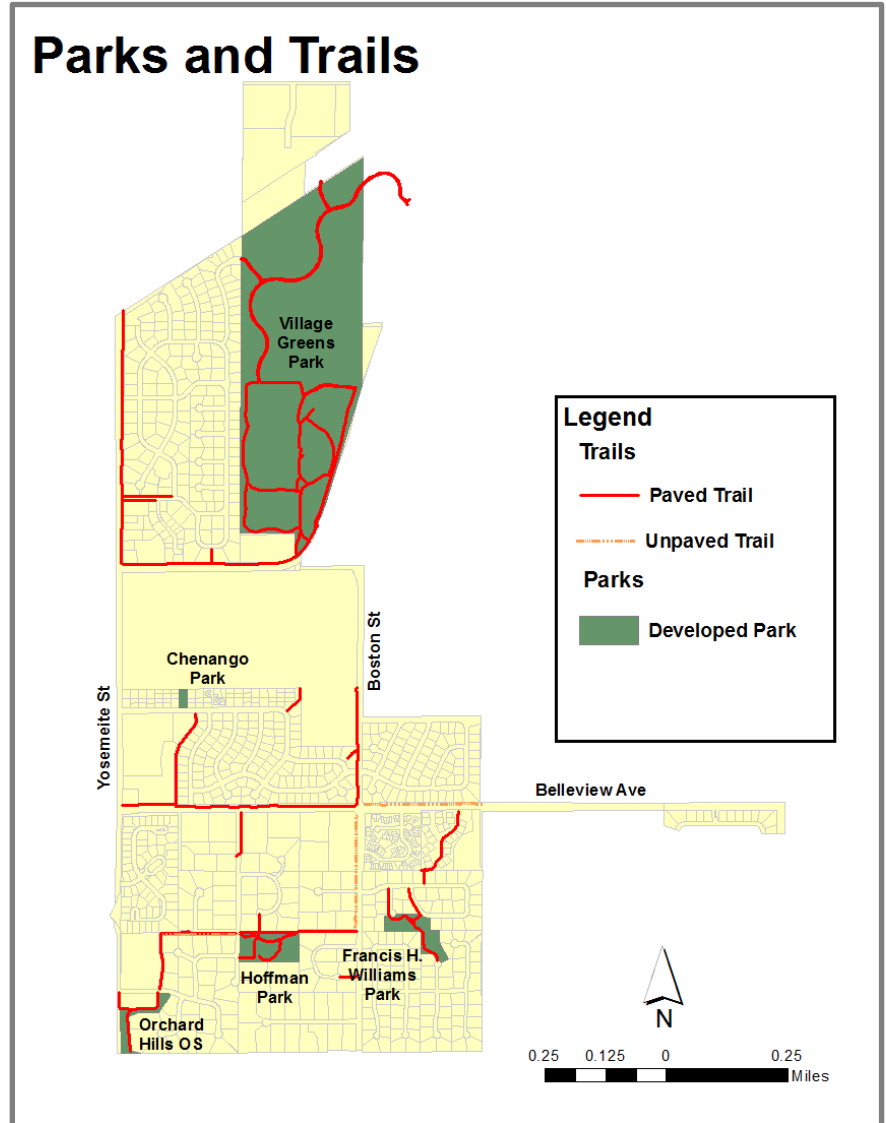 Parks and Trails
Village
Greens
Park
Legend
Trails
Paved Trail
Unpaved Trail
Parks
Developed Park
Chenango
Park
Boston St
Yosemeite St
Belleview Ave
Francis H.
Williams
Park
Hoffman
Park
Orchard
Hills OS
N
0.25 0.125 0 0.25
Miles